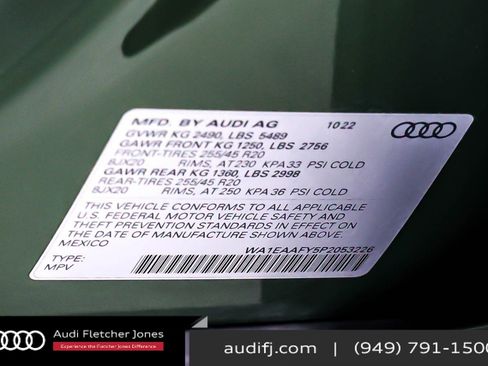 MFD. BY AUDI AG 10 22
GVWR KG 2490, LBS 5489
GAWR FRONT KG 1250, LBS 2756
FRONT-TIRES 255/45 R20
8JX20 RIMS, AT230 KPA33 PSI COLD
GAWR REAR KG 1360, LBS 2998
REAR-TIRES 255/45 R20
8JX20 RIMS, AT 250 KPA 36 PSI COLD
THIS VEHICLE CONFORMS TO ALL APPLICABLE
U.S. FEDERAL MOTOR VEHICLE SAFETY AND
THEFT PREVENTION STANDARDS IN EFFECT ON
THE DATE OF MANUFACTURE SHOWN ABOVE.
MEXICO WA1EAAFY5P2053226
TYPE:
MPV
Audi Fletcher Jones
Experience the Fletcher Jones Difference.
audifj.com | (949) 791-1500